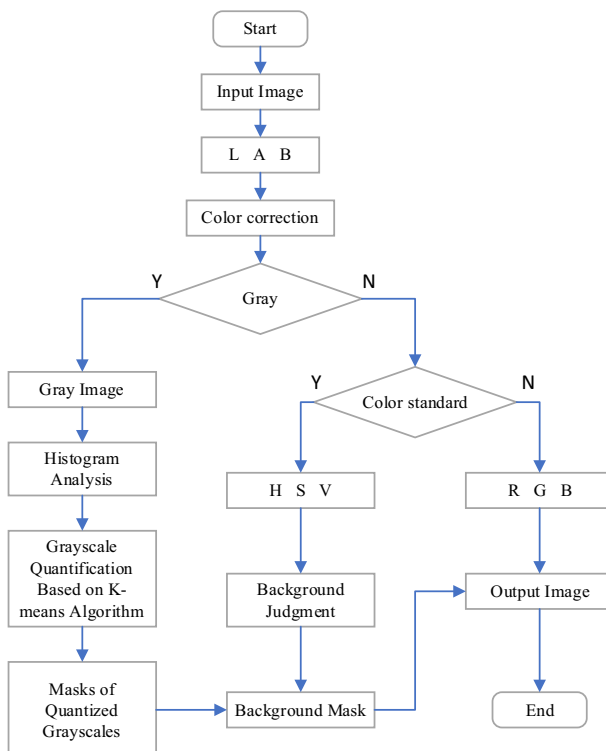 Start
Input Image
L A B
Color correction
Y
N
Gray
Gray Image
Y
N
Color standard
Histogram
Analysis
H S V
R G B
Grayscale
Quantification
Based on K-
means Algorithm
Background
Judgment
Output Image
Masks of
Quantized
Grayscales
Background Mask
End